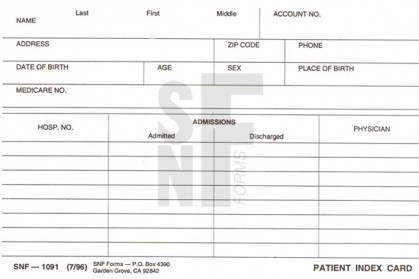 Last First Middle ACCOUNT NO.
NAME
ADDRESS ZIP CODE PHONE
DATE OF BIRTH AGE SEX PLACE OF BIRTH
MEDICARE NO.
SF
NF
FORMS
ADMISSIONS
HOSP. NO. Admitted Discharged PHYSICIAN
SNF — 1091 (7/96) SNF Forms — P.O. Box 4390
Garden Grove, CA 92842
PATIENT INDEX CARD